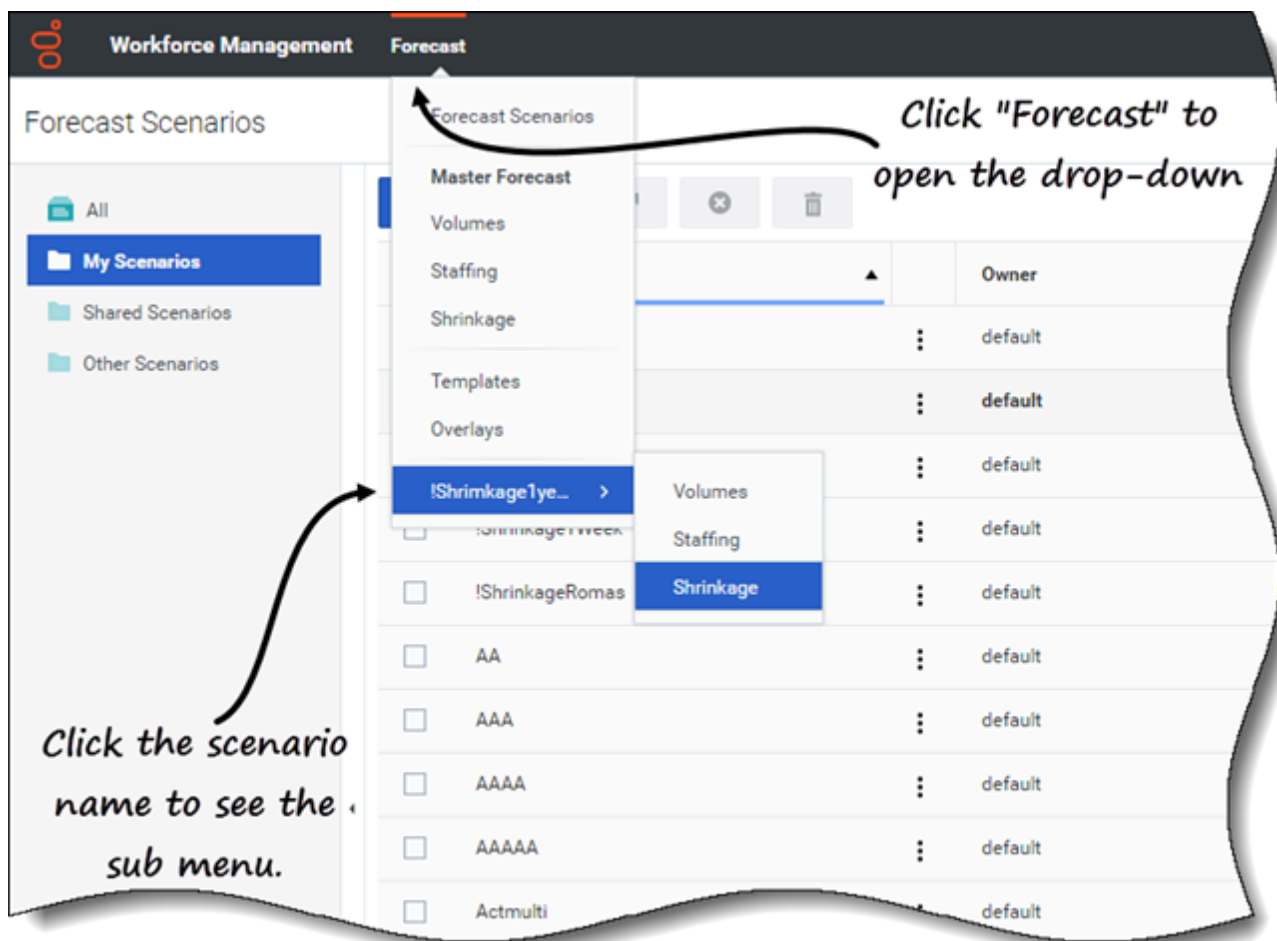 Workforce Management
Forecast
Forecast Scenarios
All
My Scenarios
Shared Scenarios
Other Scenarios
Forecast Scenarios
Master Forecast
Volumes
Staffing
Shrinkage
Templates
Overlays
!Shrimkage1ye...
Volumes
Staffing
Shrinkage
Click "Forecast" to
open the drop-down
Owner
default
default
default
!Shrinkage1Week
default
!ShrinkageRomas
default
AA
default
AAA
default
AAAA
default
AAAAA
default
Actmulti
default
Click the scenario
name to see the
sub menu.